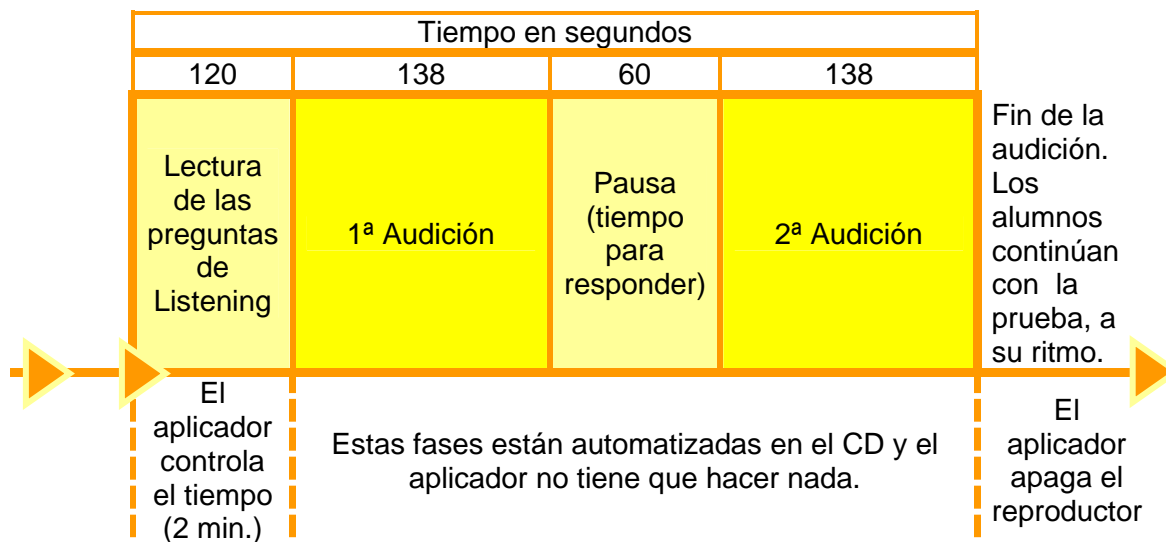 Tiempo en segundos
120
138
60
138
Lectura
de las
preguntas
de
Listening
1ª Audición
Pausa
(tiempo
para
responder)
2ª Audición
Fin de la
audición.
Los
alumnos
continúan
con la
prueba, a
su ritmo.
El
aplicador
controla
el tiempo
(2 min.)
Estas fases están automatizadas en el CD y el
aplicador no tiene que hacer nada.
El
aplicador
apaga el
reproductor